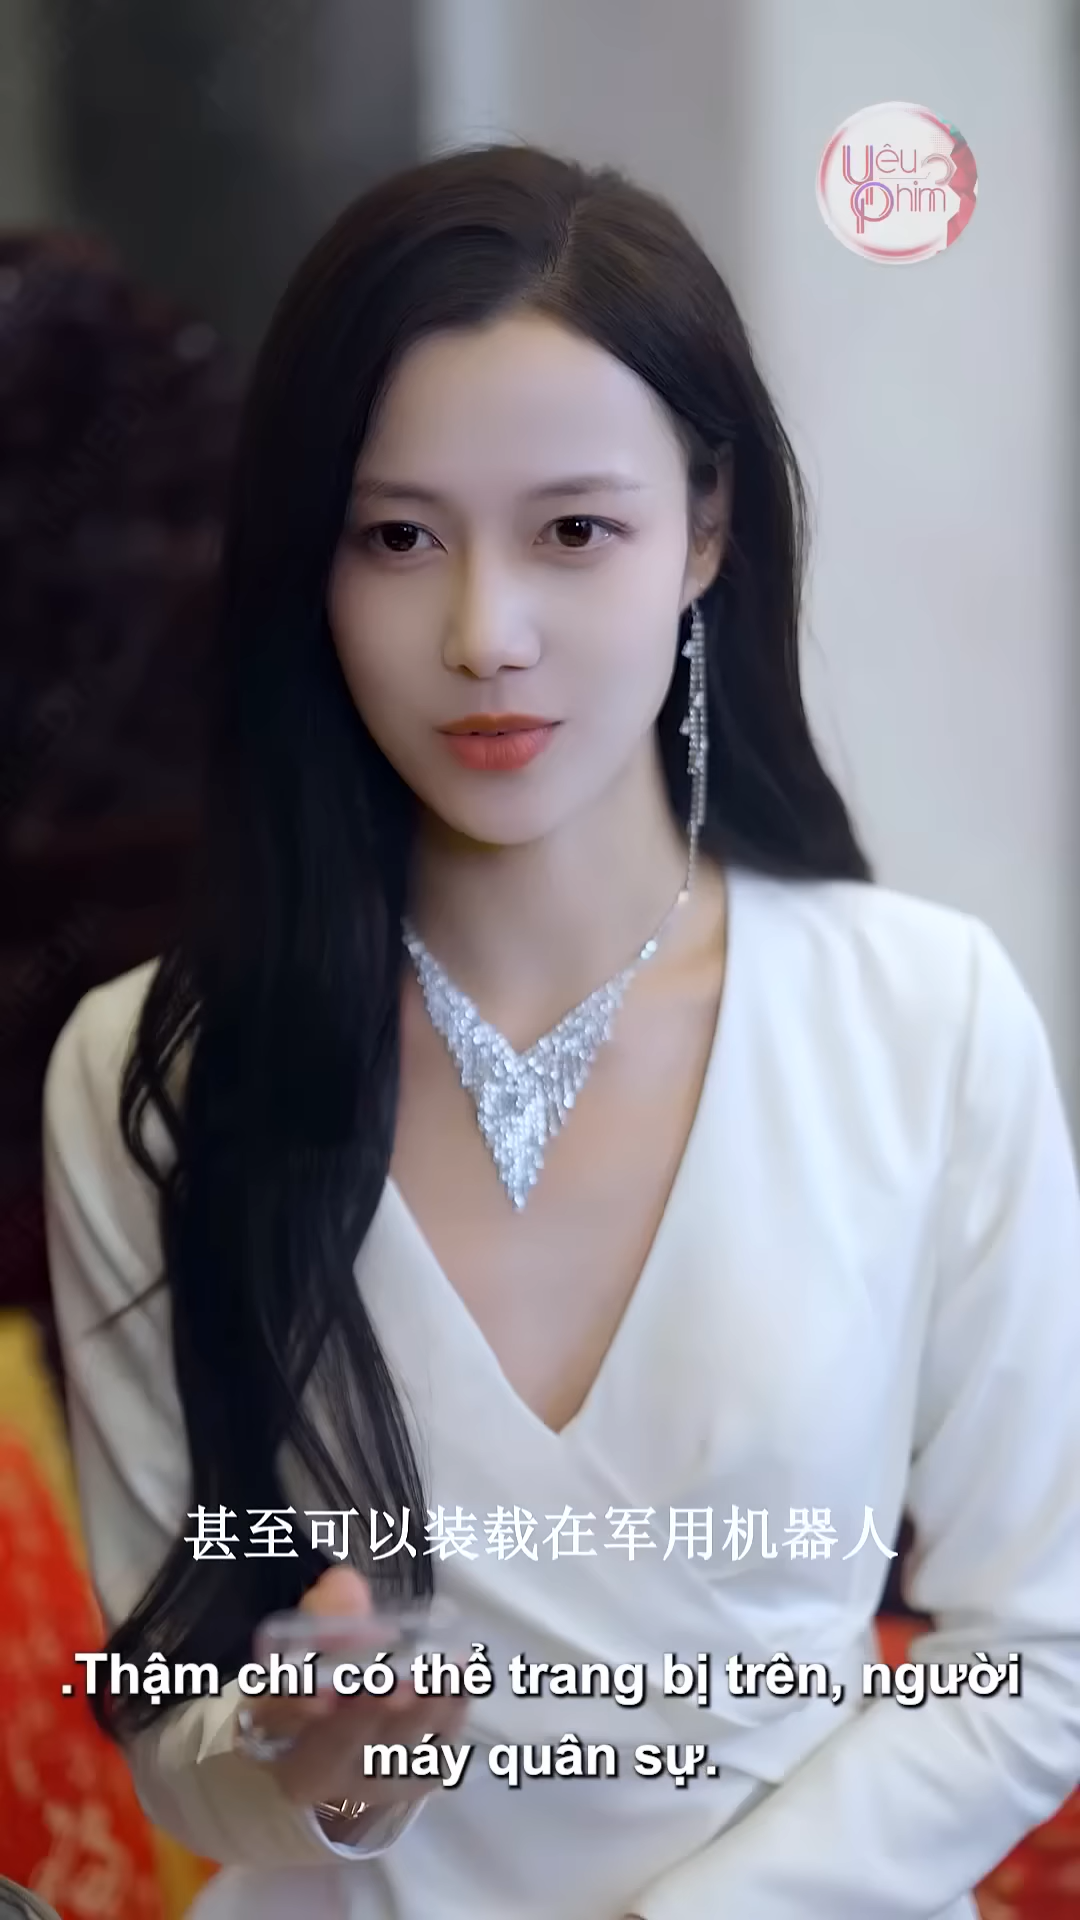 Yêu
Phim
甚至可以装载在军用机器人
.Thậm chí có thể trang bị trên, người
máy quân sự.